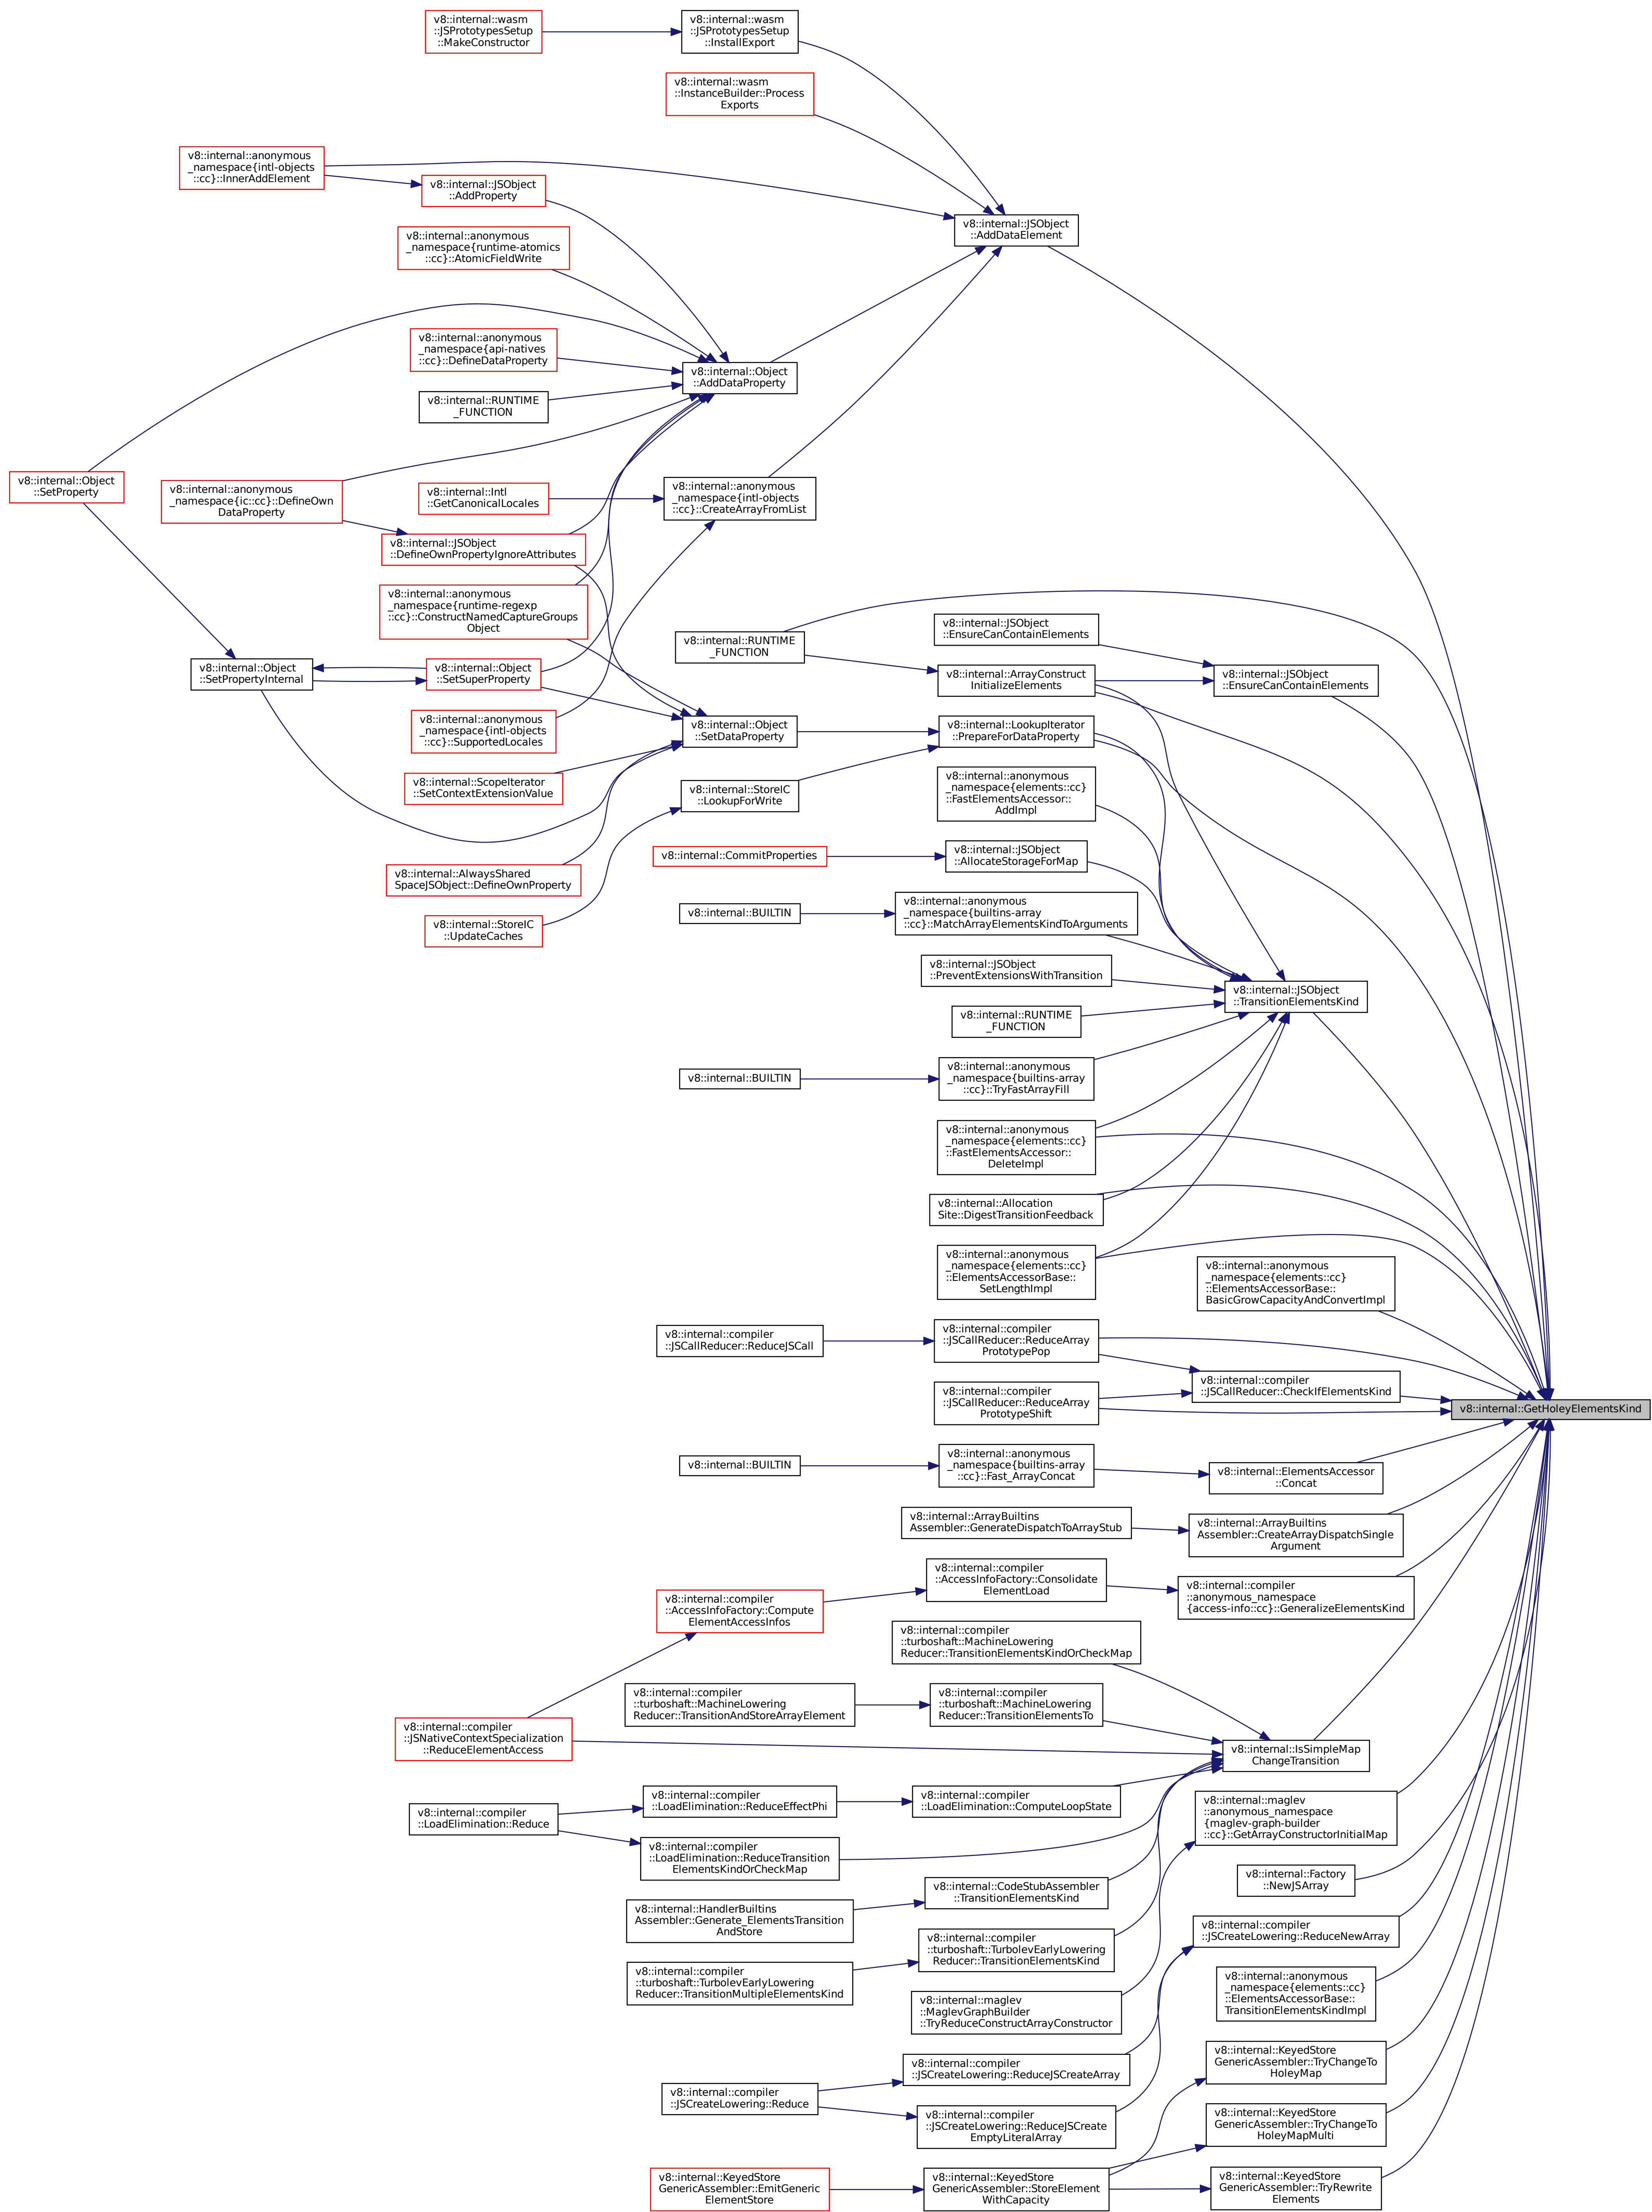 v8::internal::wasm
::JSPrototypesSetup
::MakeConstructor
v8::internal::wasm
::JSPrototypesSetup
::InstallExport
v8::internal::wasm
::InstanceBuilder::Process
Exports
v8::internal::anonymous
_namespace{intl-objects
::cc}::InnerAddElement
v8::internal::JSObject
::AddProperty
v8::internal::JSObject
::AddDataElement
v8::internal::anonymous
_namespace{runtime-atomics
::cc}::AtomicFieldWrite
v8::internal::anonymous
_namespace{api-natives
::cc}::DefineDataProperty
v8::internal::Object
::AddDataProperty
v8::internal::RUNTIME
_FUNCTION
v8::internal::Object
::SetProperty
v8::internal::anonymous
_namespace{ic::cc}::DefineOwn
DataProperty
v8::internal::Intl
::GetCanonicalLocales
v8::internal::anonymous
_namespace{intl-objects
::cc}::CreateArrayFromList
v8::internal::JSObject
::DefineOwnPropertyIgnoreAttributes
v8::internal::anonymous
_namespace{runtime-regexp
::cc}::ConstructNamedCaptureGroups
Object
v8::internal::RUNTIME
_FUNCTION
v8::internal::JSObject
::EnsureCanContainElements
v8::internal::Object
::SetPropertyInternal
v8::internal::Object
::SetSuperProperty
v8::internal::ArrayConstruct
InitializeElements
v8::internal::JSObject
::EnsureCanContainElements
v8::internal::anonymous
_namespace{intl-objects
::cc}::SupportedLocales
v8::internal::Object
::SetDataProperty
v8::internal::LookupIterator
::PrepareForDataProperty
v8::internal::ScopeIterator
::SetContextExtensionValue
v8::internal::StoreIC
::LookupForWrite
v8::internal::anonymous
_namespace{elements::cc}
::FastElementsAccessor::
AddImpl
v8::internal::CommitProperties
v8::internal::JSObject
::AllocateStorageForMap
v8::internal::AlwaysShared
SpaceJSObject::DefineOwnProperty
v8::internal::StoreIC
::UpdateCaches
v8::internal::BUILTIN
v8::internal::anonymous
_namespace{builtins-array
::cc}::MatchArrayElementsKindToArguments
v8::internal::JSObject
::PreventExtensionsWithTransition
v8::internal::JSObject
::TransitionElementsKind
v8::internal::RUNTIME
_FUNCTION
v8::internal::BUILTIN
v8::internal::anonymous
_namespace{builtins-array
::cc}::TryFastArrayFill
v8::internal::anonymous
_namespace{elements::cc}
::FastElementsAccessor::
DeleteImpl
v8::internal::Allocation
Site::DigestTransitionFeedback
v8::internal::anonymous
_namespace{elements::cc}
::ElementsAccessorBase::
SetLengthImpl
v8::internal::anonymous
_namespace{elements::cc}
::ElementsAccessorBase::
BasicGrowCapacityAndConvertImpl
v8::internal::compiler
::JSCallReducer::ReduceJSCall
v8::internal::compiler
::JSCallReducer::ReduceArray
PrototypePop
v8::internal::compiler
::JSCallReducer::CheckIfElementsKind
v8::internal::compiler
::JSCallReducer::ReduceArray
PrototypeShift
v8::internal::GetHoleyElementsKind
v8::internal::BUILTIN
v8::internal::anonymous
_namespace{builtins-array
::cc}::Fast_ArrayConcat
v8::internal::ElementsAccessor
::Concat
v8::internal::ArrayBuiltins
Assembler::GenerateDispatchToArrayStub
v8::internal::ArrayBuiltins
Assembler::CreateArrayDispatchSingle
Argument
v8::internal::compiler
::AccessInfoFactory::Consolidate
ElementLoad
v8::internal::compiler
::anonymous_namespace
{access-info::cc}::GeneralizeElementsKind
v8::internal::compiler
::AccessInfoFactory::Compute
ElementAccessInfos
v8::internal::compiler
::turboshaft::MachineLowering
Reducer::TransitionElementsKindOrCheckMap
v8::internal::compiler
::turboshaft::MachineLowering
Reducer::TransitionAndStoreArrayElement
v8::internal::compiler
::turboshaft::MachineLowering
Reducer::TransitionElementsTo
v8::internal::compiler
::JSNativeContextSpecialization
::ReduceElementAccess
v8::internal::IsSimpleMap
ChangeTransition
v8::internal::compiler
::LoadElimination::Reduce
v8::internal::compiler
::LoadElimination::ReduceEffectPhi
v8::internal::compiler
::LoadElimination::ComputeLoopState
v8::internal::maglev
::anonymous_namespace
{maglev-graph-builder
::cc}::GetArrayConstructorInitialMap
v8::internal::compiler
::LoadElimination::ReduceTransition
ElementsKindOrCheckMap
v8::internal::Factory
::NewJSArray
v8::internal::HandlerBuiltins
Assembler::Generate_ElementsTransition
AndStore
v8::internal::CodeStubAssembler
::TransitionElementsKind
v8::internal::compiler
::JSCreateLowering::ReduceNewArray
v8::internal::compiler
::turboshaft::TurbolevEarlyLowering
Reducer::TransitionMultipleElementsKind
v8::internal::compiler
::turboshaft::TurbolevEarlyLowering
Reducer::TransitionElementsKind
v8::internal::anonymous
_namespace{elements::cc}
::ElementsAccessorBase::
TransitionElementsKindImpl
v8::internal::maglev
::MaglevGraphBuilder
::TryReduceConstructArrayConstructor
v8::internal::compiler
::JSCreateLowering::ReduceJSCreateArray
v8::internal::KeyedStore
GenericAssembler::TryChangeTo
HoleyMap
v8::internal::compiler
::JSCreateLowering::Reduce
v8::internal::compiler
::JSCreateLowering::ReduceJSCreate
EmptyLiteralArray
v8::internal::KeyedStore
GenericAssembler::TryChangeTo
HoleyMapMulti
v8::internal::KeyedStore
GenericAssembler::EmitGeneric
ElementStore
v8::internal::KeyedStore
GenericAssembler::StoreElement
WithCapacity
v8::internal::KeyedStore
GenericAssembler::TryRewrite
Elements